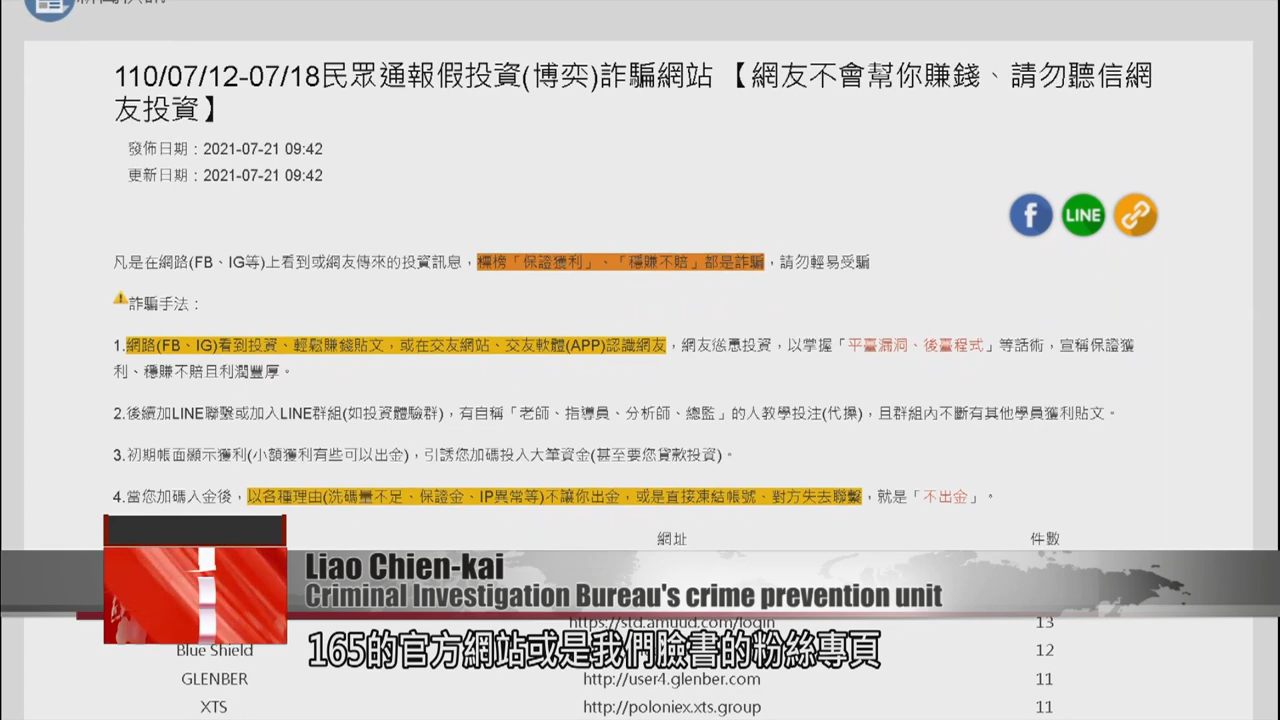 110/07/12-07/18民眾通報假投資(博奕)詐騙網站 【網友不會幫你賺錢、請勿聽信網
友投資】
發佈日期：2021-07-21 09:42
更新日期：2021-07-21 09:42
f
LINE
凡是在網路(FB、IG等)上看到或網友傳來的投資訊息，標榜「保證獲利」、「穩賺不賠」都是詐騙，請勿輕易受騙
詐騙手法：
1.網路(FB、IG)看到投資、輕鬆賺錢貼文，或在交友網站、交友軟體(APP)認識網友，網友慫恿投資，以掌握「平臺漏洞、後臺程式」等話術，宣稱保證獲
利、穩賺不賠且利潤豐厚。
2.後續加LINE聯繫或加入LINE群組(如投資體驗群)，有自稱「老師、指導員、分析師、總監」的人教學投注(代操)，且群組內不斷有其他學員獲利貼文。
3.初期帳面顯示獲利(小額獲利有些可以出金)，引誘您加碼投入大筆資金(甚至要您貸款投資)。
4.當您加碼入金後，以各種理由(洗碼量不足、保證金、IP異常等)不讓你出金，或是直接凍結帳號、對方失去聯繫，就是「不出金」。
網址 件數
Liao Chien-kai
Criminal Investigation Bureau's crime prevention unit
https://std.amuud.com/login 13
165的官方網站或是我們臉書的粉絲專頁
Blue Shield 12
GLENBER http://user4.glenber.com 11
XTS http://poloniex.xts.group 11